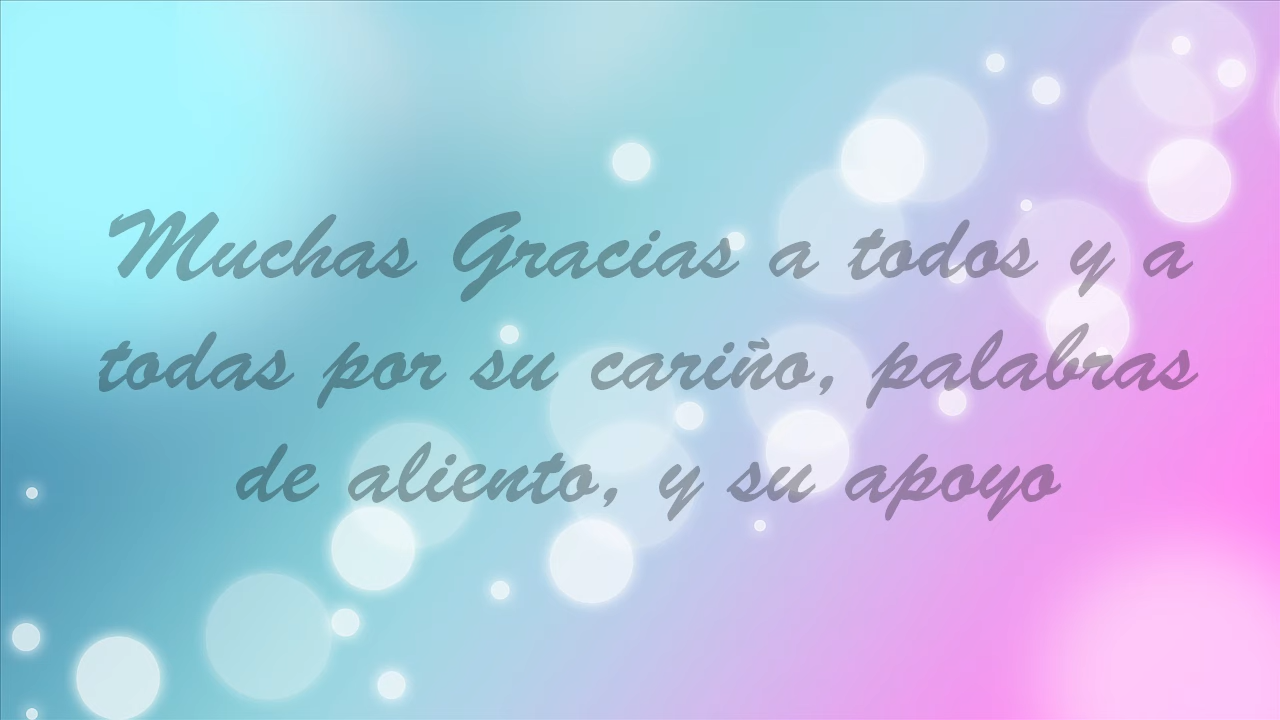 Muchas Gracias a todos y a
todas por su cariño, palabras
de aliento, y su apoyo